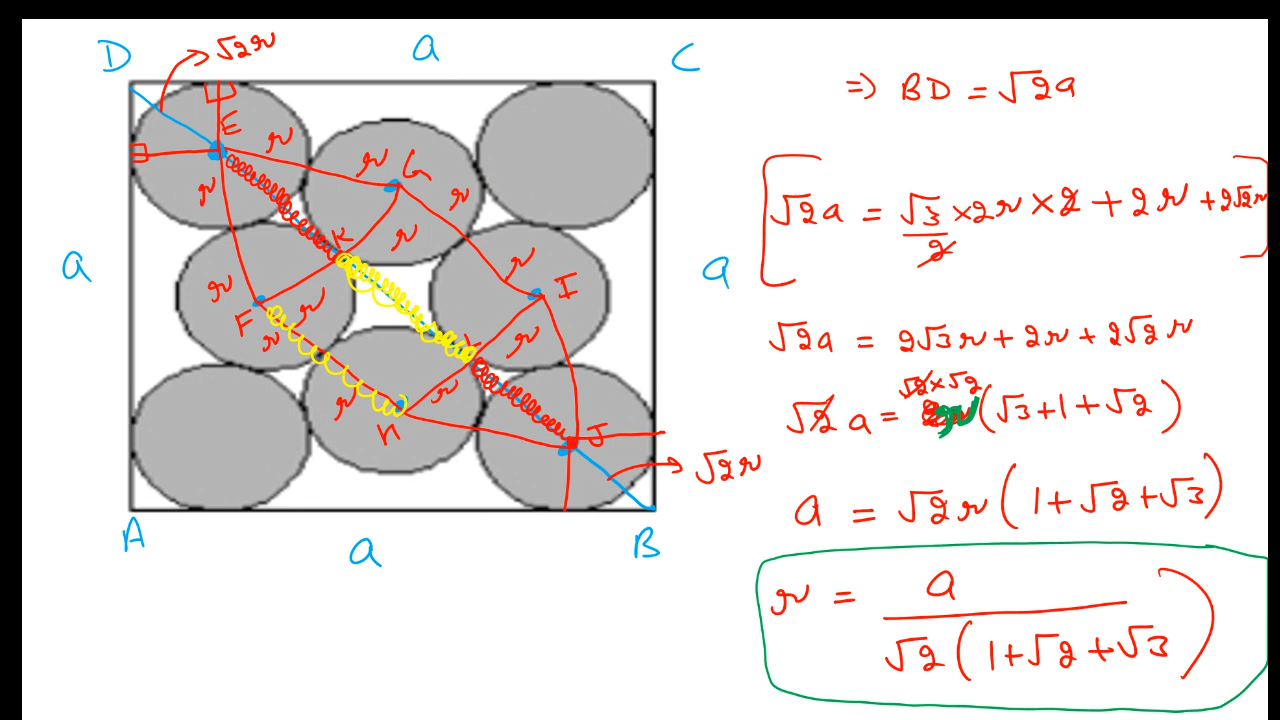 D
√2r
a
C
⇒ BD = √2a
E
r
r
G
r
r
[√2a = √3/2 × 2r × 2 + 2r + 2√2r]
K
r
r
I
a
a
F
r
r
r
r
√2a = 2√3r + 2r + 2√2r
r
r
√2×√2
√2 a = (√3+1+√2)
n
J
√2r
a = √2r(1+√2+√3)
A
a
B
r = a/√2(1+√2+√3)